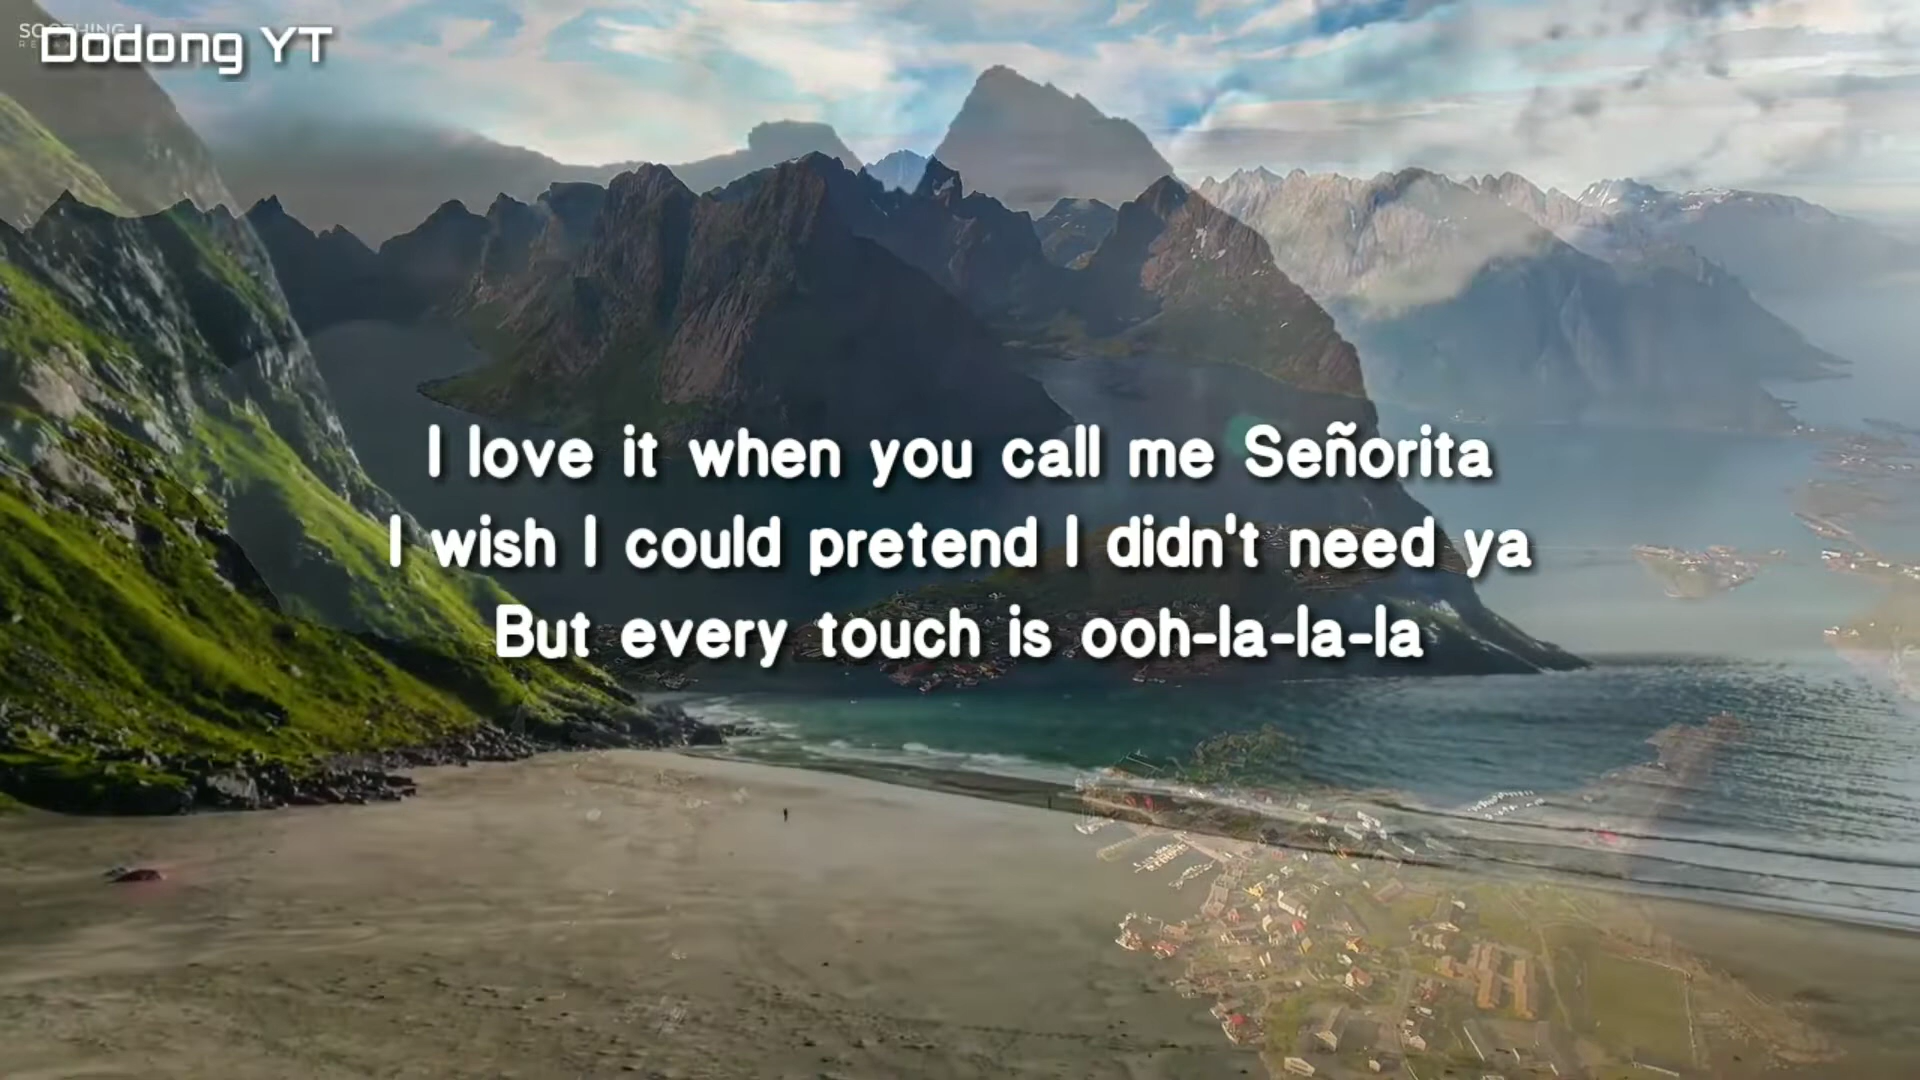 SOOTHING
Dodong YT
I love it when you call me Señorita
I wish I could pretend I didn't need ya
But every touch is ooh-la-la-la